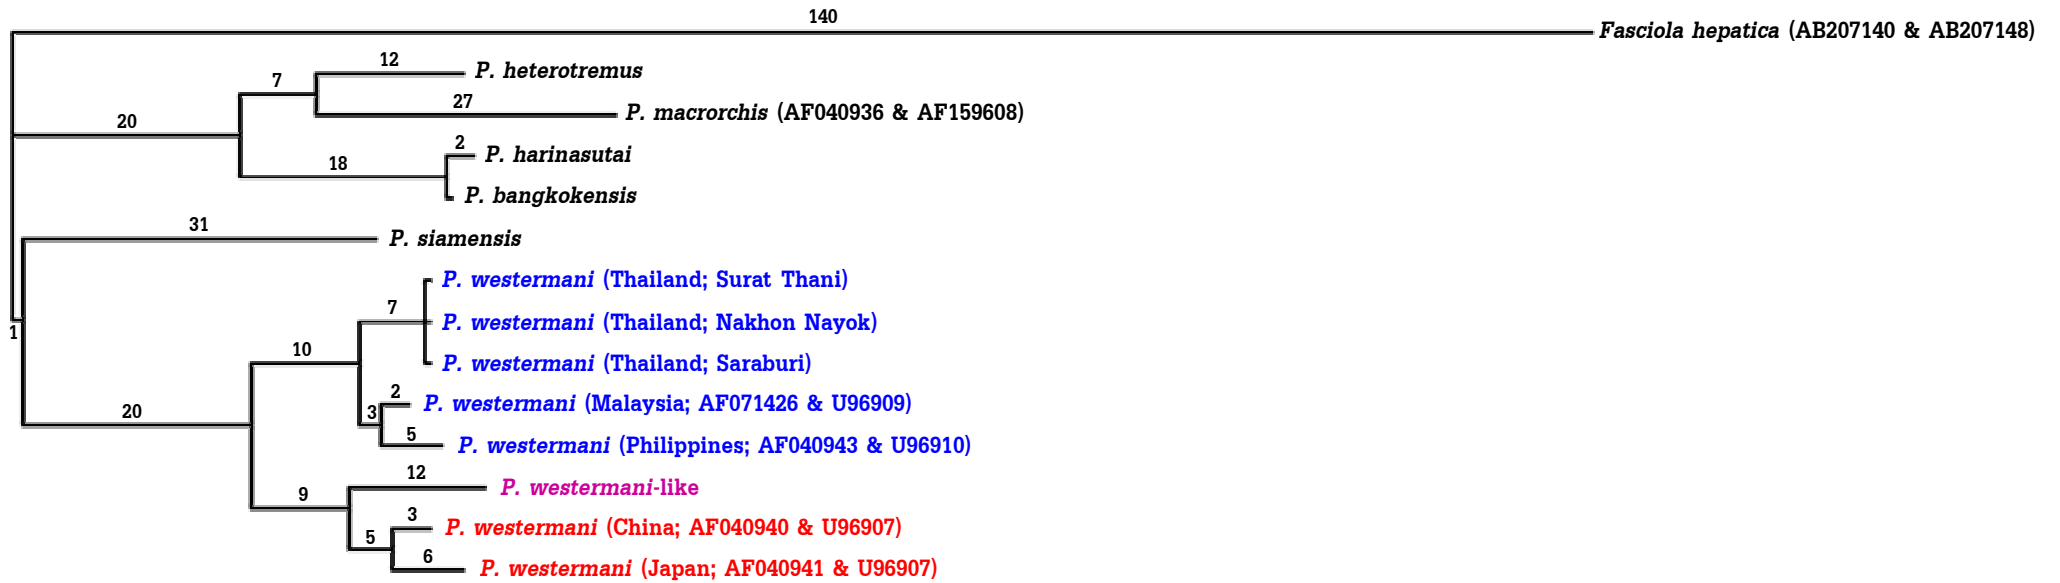 140
Fasciola hepatica (AB207140 & AB207148)
12
P. heterotremus
7
27
P. macrorchis (AF040936 & AF159608)
20
2
P. harinasutai
18
P. bangkokensis
31
P. siamensis
P. westermani (Thailand; Surat Thani)
7
P. westermani (Thailand; Nakhon Nayok)
1
10
P. westermani (Thailand; Saraburi)
2
P. westermani (Malaysia; AF071426 & U96909)
20
3
5
P. westermani (Philippines; AF040943 & U96910)
12
P. westermani-like
9
3
P. westermani (China; AF040940 & U96907)
5
6
P. westermani (Japan; AF040941 & U96907)